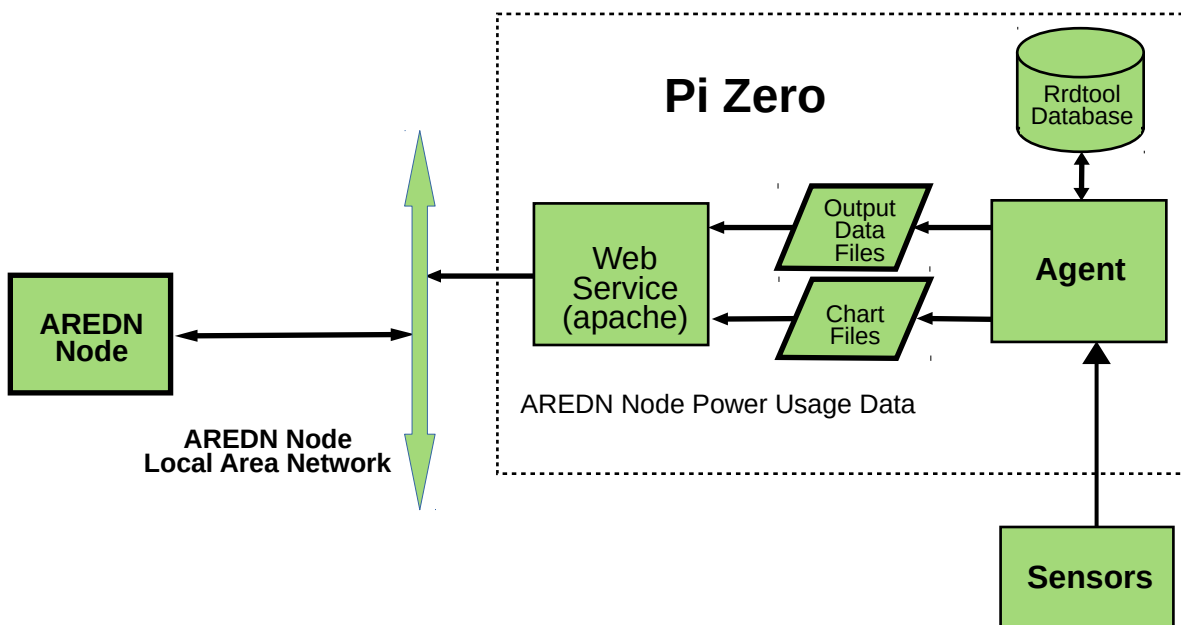 Pi Zero
Rrdtool
Database
Output
Data
Files
Web
Service
(apache)
Agent
Chart
Files
AREDN
Node
AREDN Node Power Usage Data
AREDN Node
Local Area Network
Sensors